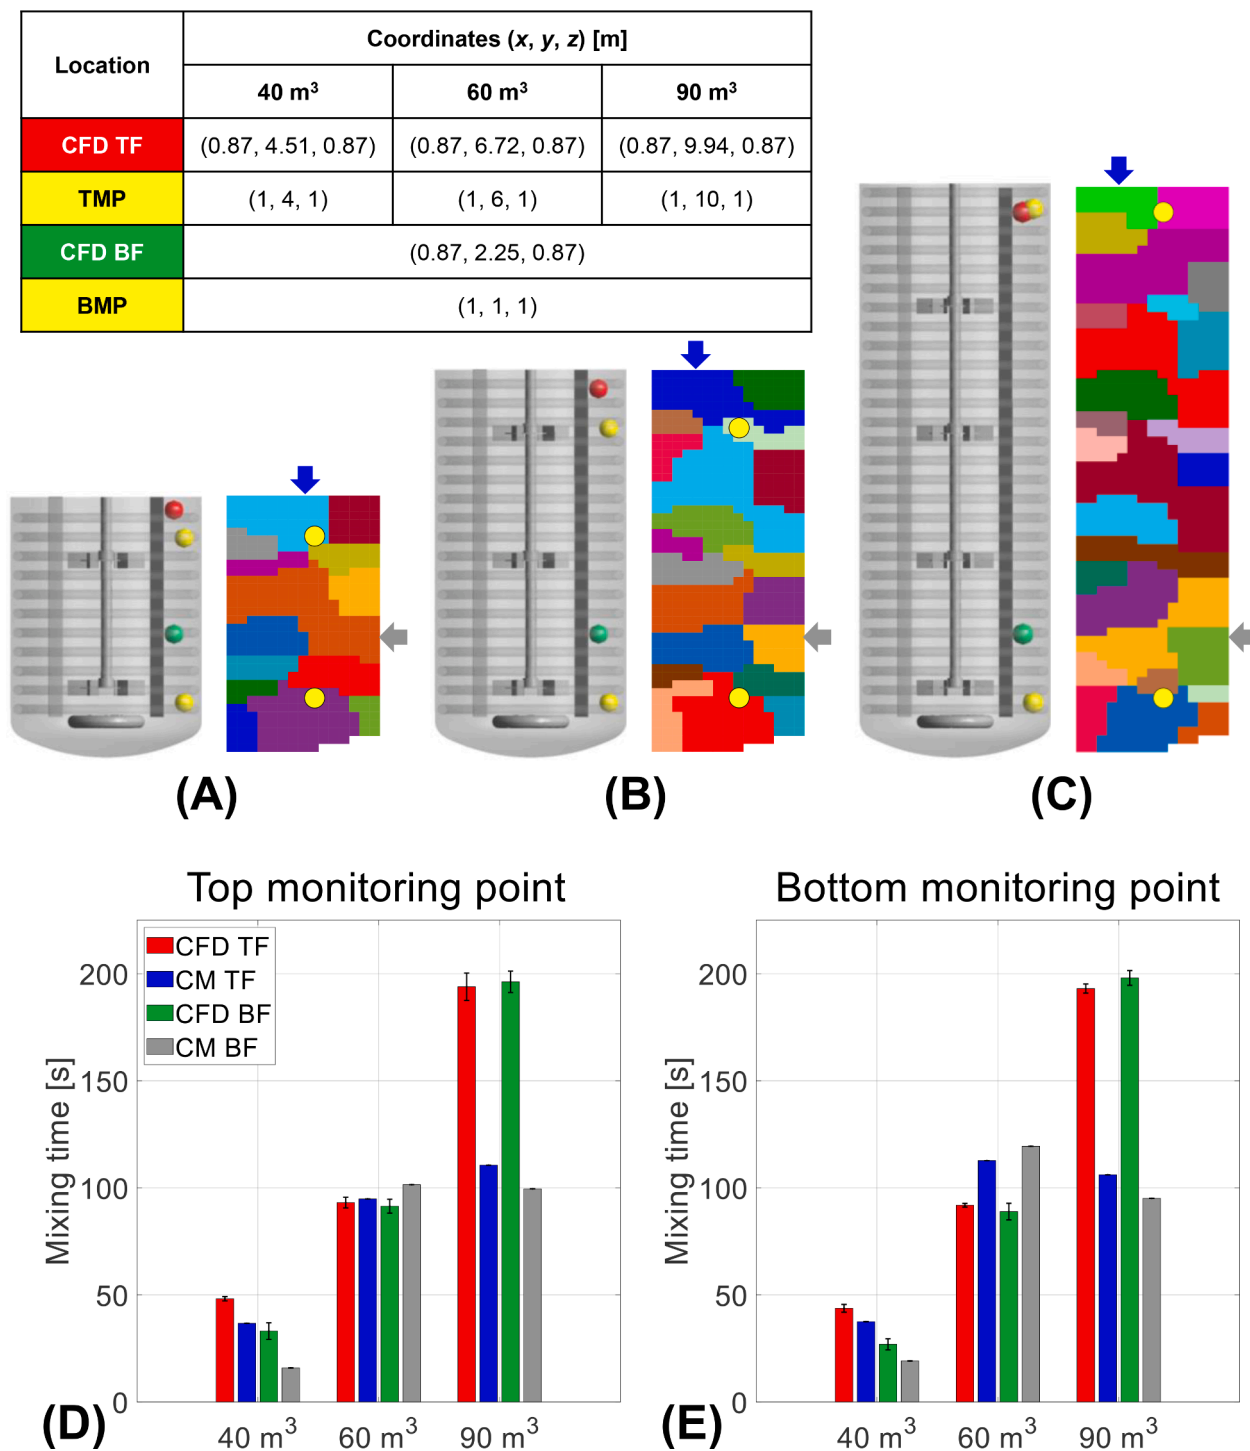 Location
Coordinates (x, y, z) [m]
40 m³ 60 m³ 90 m³
CFD TF (0.87, 4.51, 0.87) (0.87, 6.72, 0.87) (0.87, 9.94, 0.87)
TMP (1, 4, 1) (1, 6, 1) (1, 10, 1)
CFD BF (0.87, 2.25, 0.87)
BMP (1, 1, 1)
(A) (B) (C)
Top monitoring point
CFD TF
CM TF
CFD BF
CM BF
Mixing time [s]
200
150
100
50
0
40 m³ 60 m³ 90 m³
(D)
Bottom monitoring point
Mixing time [s]
200
150
100
50
0
40 m³ 60 m³ 90 m³
(E)